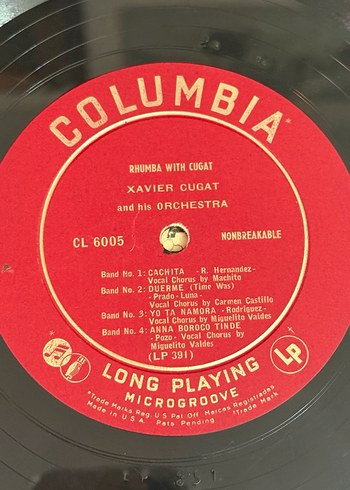 COLUMBIA
RHUMBA WITH CUGAT
XAVIER CUGAT
and his ORCHESTRA
CL 6005
NONBREAKABLE
Band No. 1: CACHITA -R. Hernandez-
Vocal Chorus by Machito
Band No. 2: DUERME (Time Was)
-Prado-Luna-
Vocal Chorus by Carmen Castillo
Band No. 3: YO TA NAMORA -Rodriguez-
Vocal Chorus by Miguelito Valdes
Band No. 4: ANNA BOROCO TINDE
-Pozo- Vocal Chorus by
Miguelito Valdes
(LP 391)
Lp
LONG PLAYING
MICROGROOVE
*Trade Marks Reg. U.S. Pat. Off. Marcas Registradas
Made in U.S.A. Pats. Pending †Trade Mark